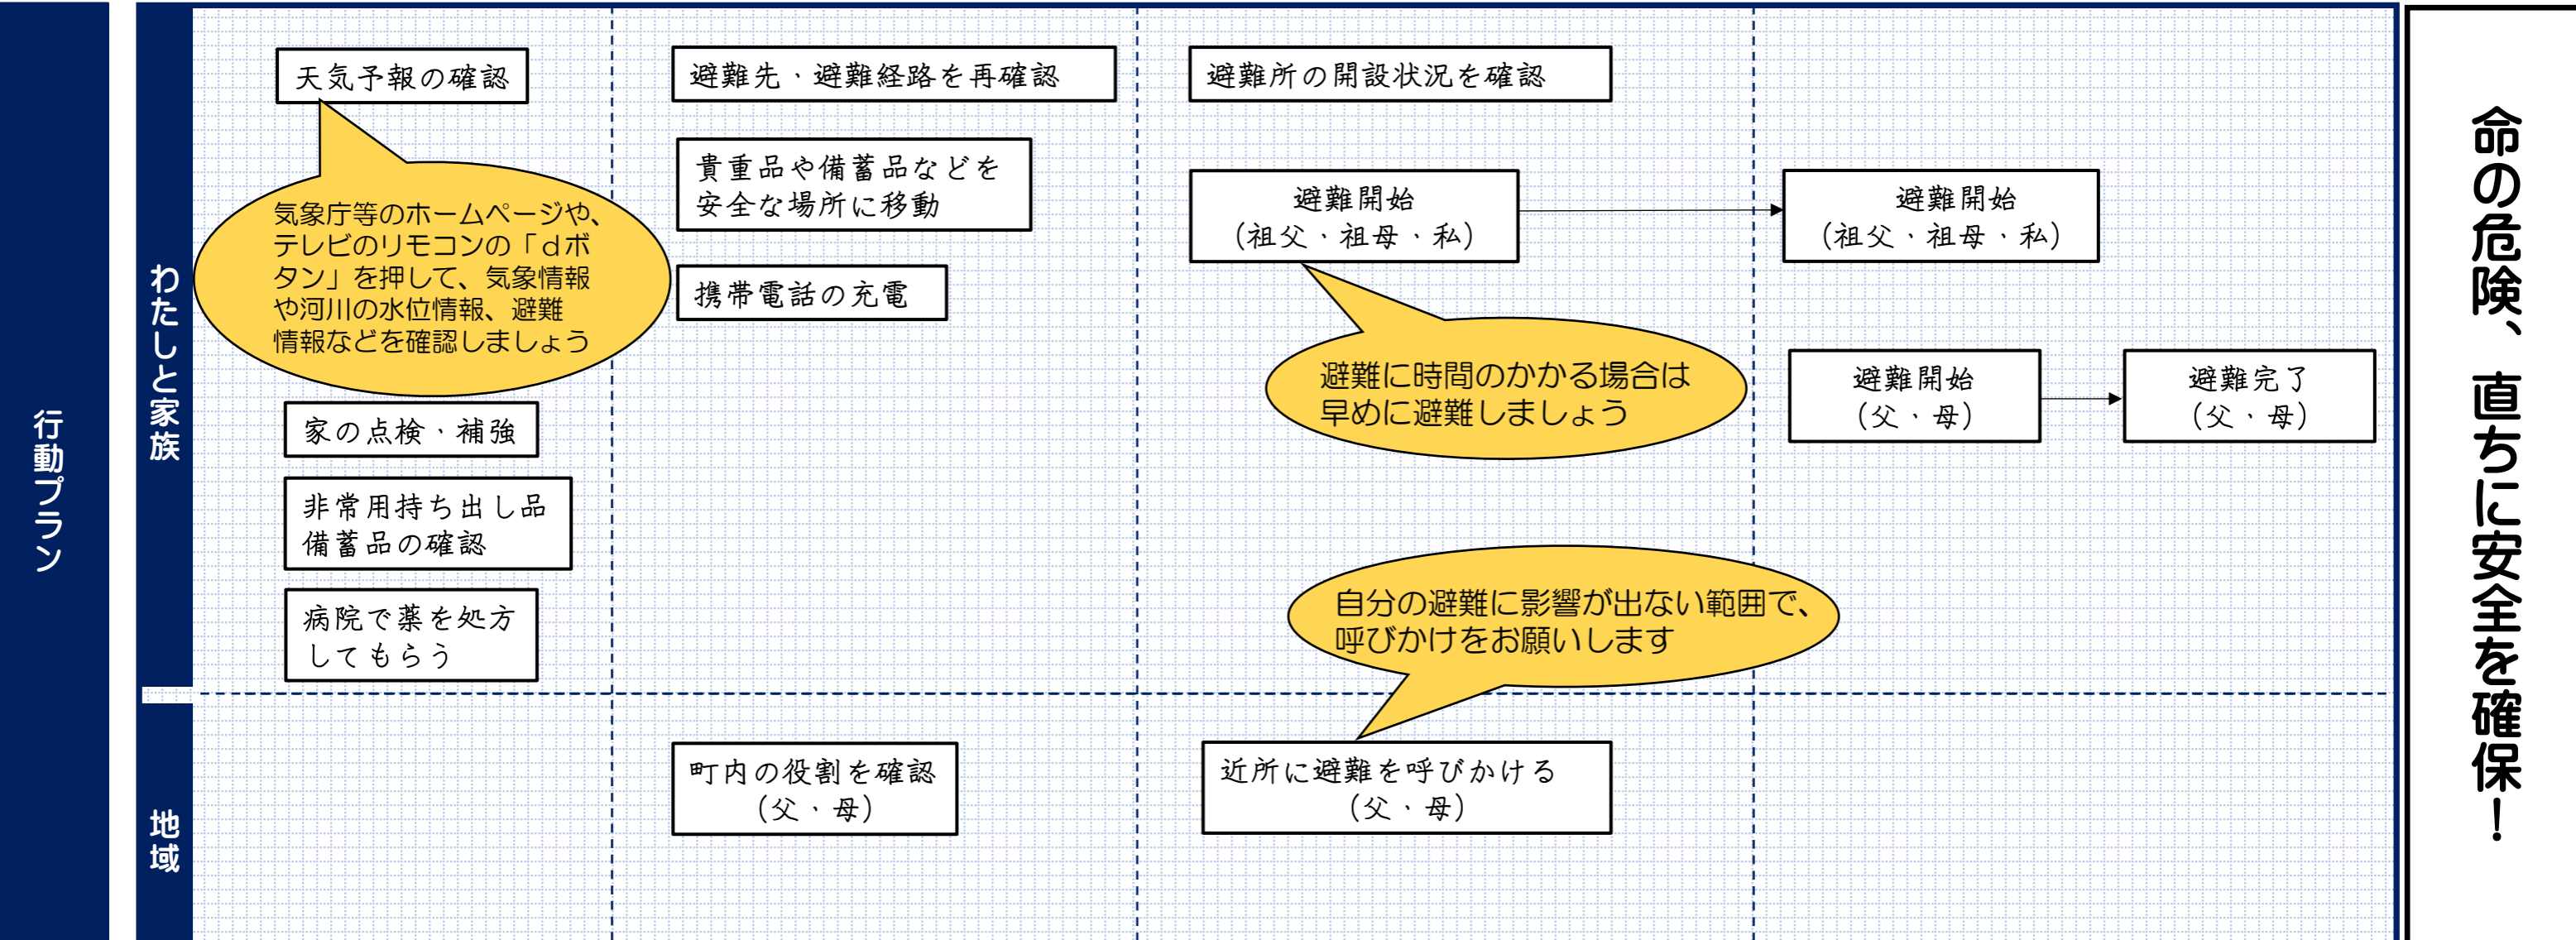 行動プラン
わたしと家族
天気予報の確認
気象庁等のホームページや、
テレビのリモコンの「dボ
タン」を押して、気象情報
や河川の水位情報、避難
情報などを確認しましょう
家の点検・補強
非常用持ち出し品
備蓄品の確認
病院で薬を処方
してもらう
避難先・避難経路を再確認
貴重品や備蓄品などを
安全な場所に移動
携帯電話の充電
避難所の開設状況を確認
避難開始
(祖父・祖母・私)
避難に時間のかかる場合は
早めに避難しましょう
避難開始
(祖父・祖母・私)
避難開始
(父・母)
避難完了
(父・母)
地域
町内の役割を確認
(父・母)
自分の避難に影響が出ない範囲で、
呼びかけをお願いします
近所に避難を呼びかける
(父・母)
命の危険、直ちに安全を確保!